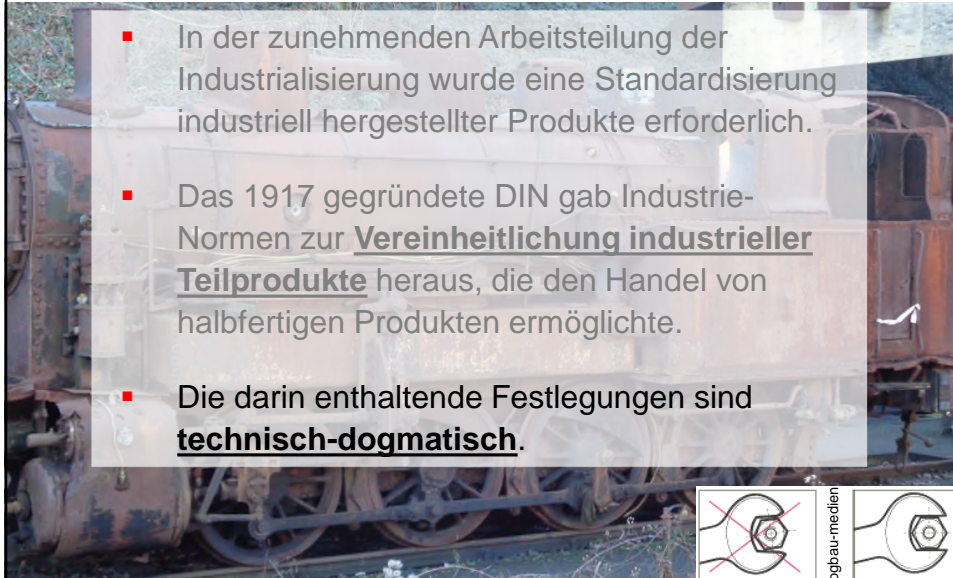 ▪ In der zunehmenden Arbeitsteilung der
Industrialisierung wurde eine Standardisierung
industriell hergestellter Produkte erforderlich.
▪ Das 1917 gegründete DIN gab Industrie-
Normen zur Vereinheitlichung industrieller
Teilprodukte heraus, die den Handel von
halbfertigen Produkten ermöglichte.
▪ Die darin enthaltende Festlegungen sind
technisch-dogmatisch.
ogbau-medien